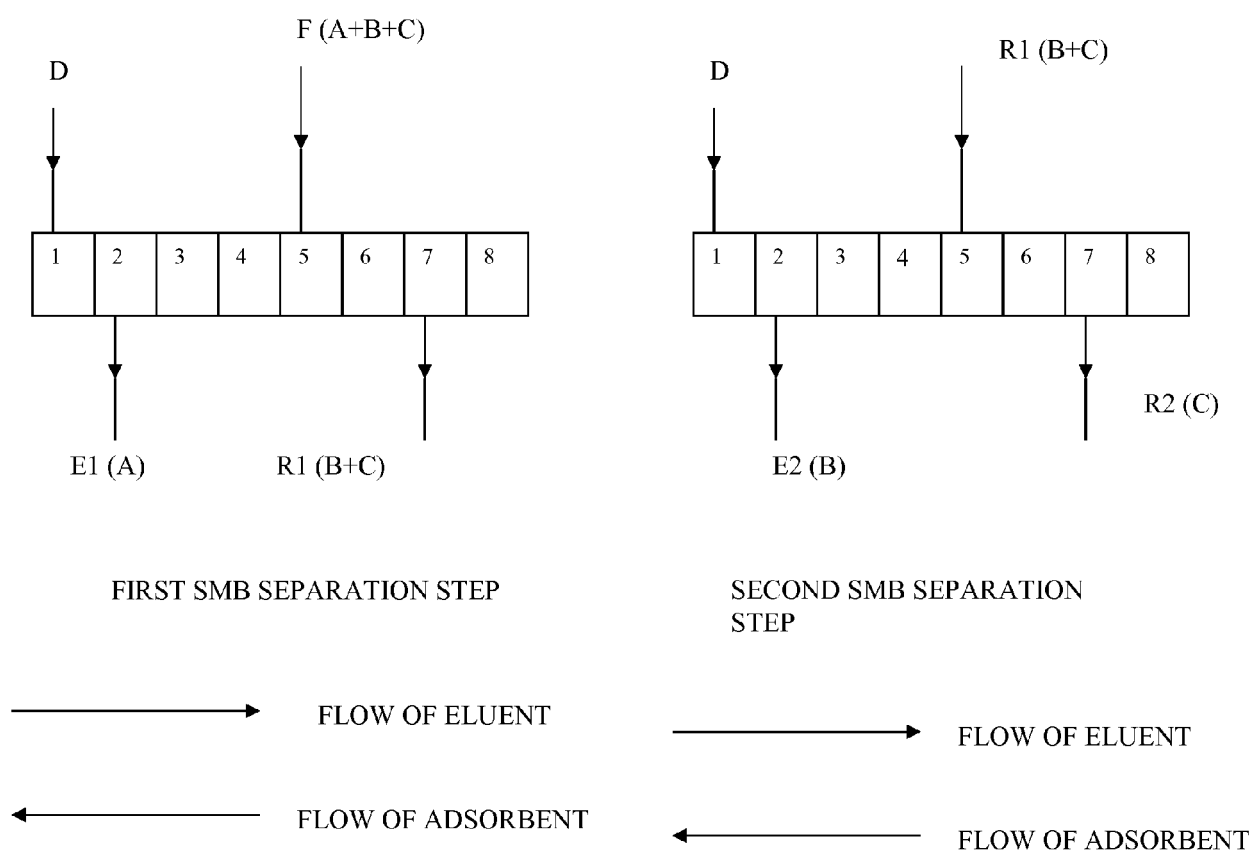 F (A+B+C)
D
1 2 3 4 5 6 7 8
E1 (A)
R1 (B+C)
FIRST SMB SEPARATION STEP
FLOW OF ELUENT
FLOW OF ADSORBENT
R1 (B+C)
D
1 2 3 4 5 6 7 8
R2 (C)
E2 (B)
SECOND SMB SEPARATION
STEP
FLOW OF ELUENT
FLOW OF ADSORBENT